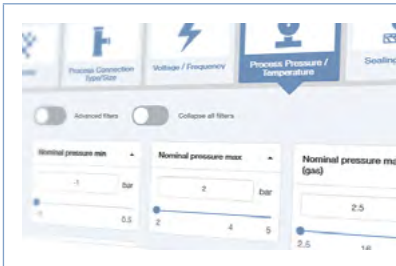 Process Connection
Type/Size
Voltage / Frequency
Process Pressure /
Temperature
Sealing
Advanced filters
Collapse all filters
Nominal pressure min
Nominal pressure max
Nominal pressure ma
(gas)
-1
bar
2
bar
2.5
-1
0.5
2
4
5
2.5
16